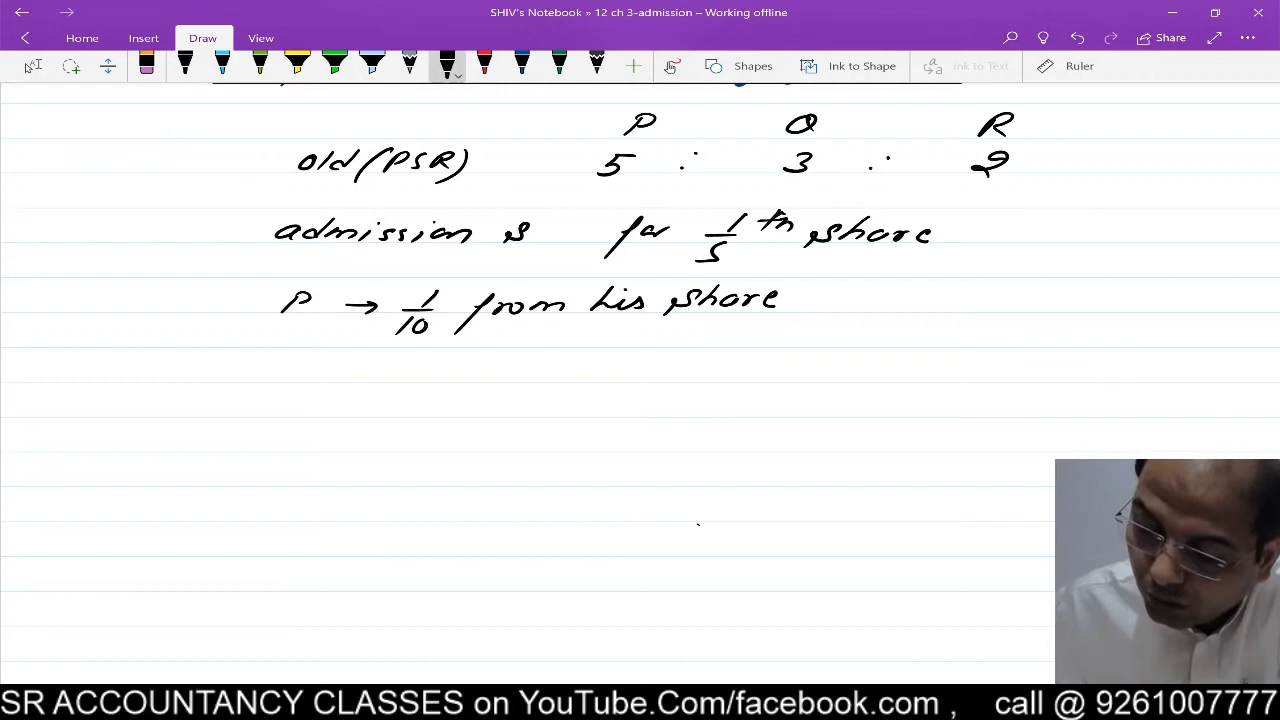 SHIV's Notebook » 12 ch 3-admission – Working offline
Home Insert Draw View Share
Shapes Ink to Shape Ink to Text Ruler
P Q R
old (PSR) 5 : 3 : 2
admission S for 1/5 th share
P → 1/10 from his share
SR ACCOUNTANCY CLASSES on YouTube.Com/facebook.com , call @ 9261007777